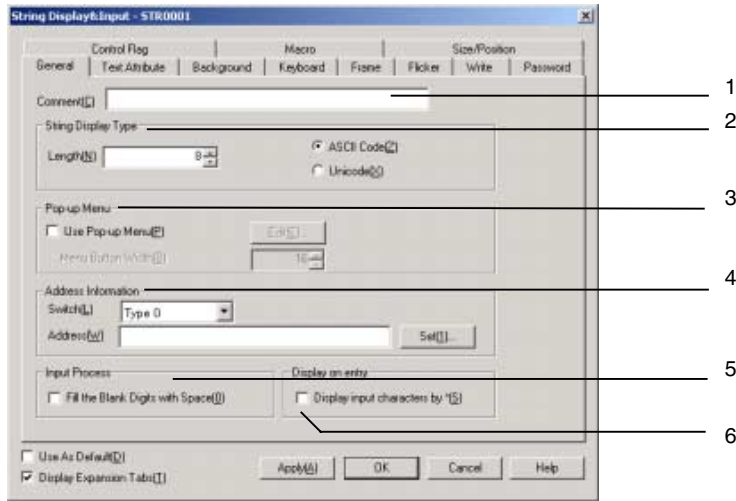 String Display&Input - STR0001
Control Flag Macro Size/Position
General Text Attribute Background Keyboard Frame Flicker Write Password
Comment(C)
1
String Display Type
2
Length(N) 8
ASCII Code(Z)
Unicode(X)
Pop-up Menu
3
Use Pop-up Menu(P)
Edit(E)...
Menu Button Width(B) 16
Address Information
4
Switch(L) Type 0
Address(W) Set(1)...
Input Process
5
Display on entry
Fill the Blank Digits with Space(0)
Display input characters by *(S)
6
Use As Default(D)
Display Expansion Tabs(T)
Apply(A) OK Cancel Help